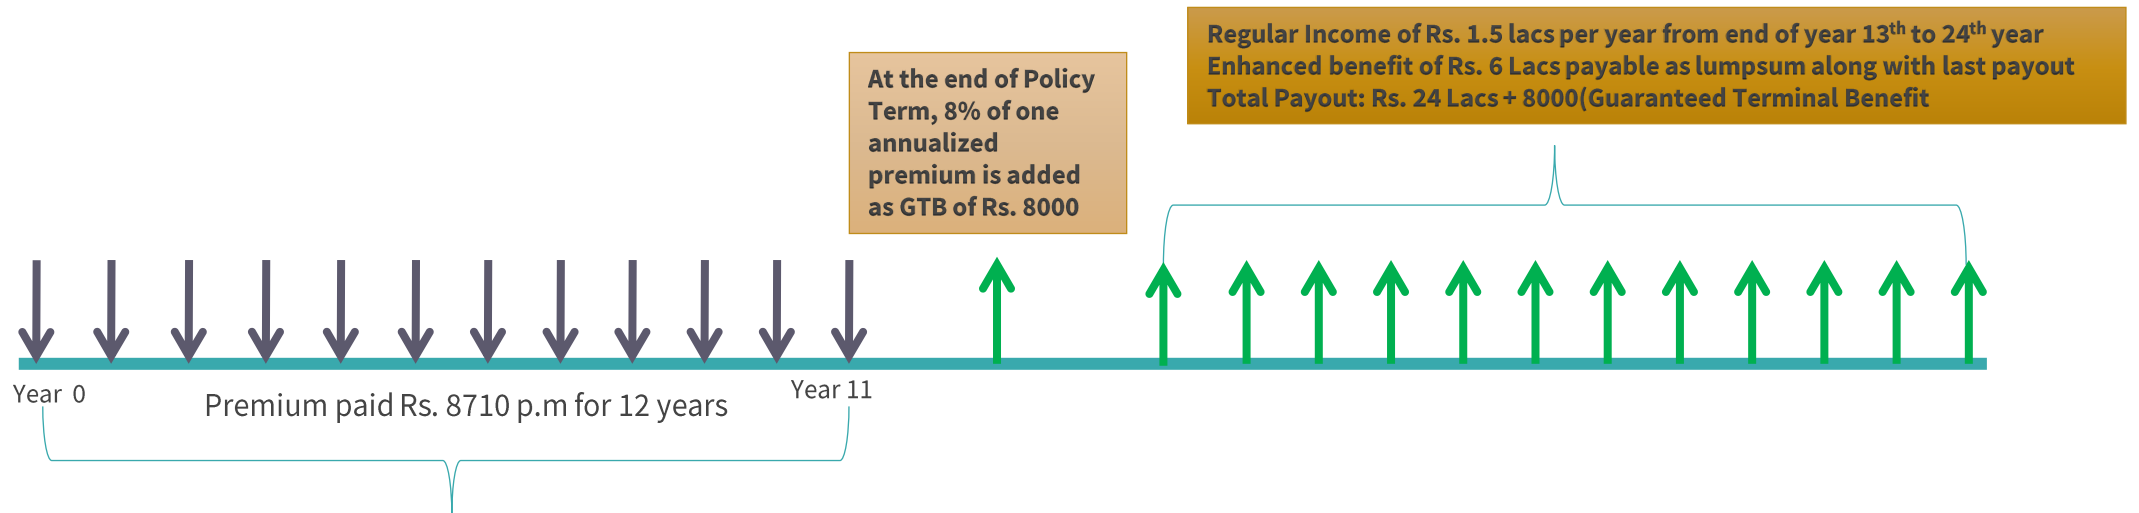 Regular Income of Rs. 1.5 lacs per year from end of year 13th to 24th year
Enhanced benefit of Rs. 6 Lacs payable as lumpsum along with last payout
Total Payout: Rs. 24 Lacs + 8000(Guaranteed Terminal Benefit
At the end of Policy
Term, 8% of one
annualized
premium is added
as GTB of Rs. 8000
Year 0
Year 11
Premium paid Rs. 8710 p.m for 12 years